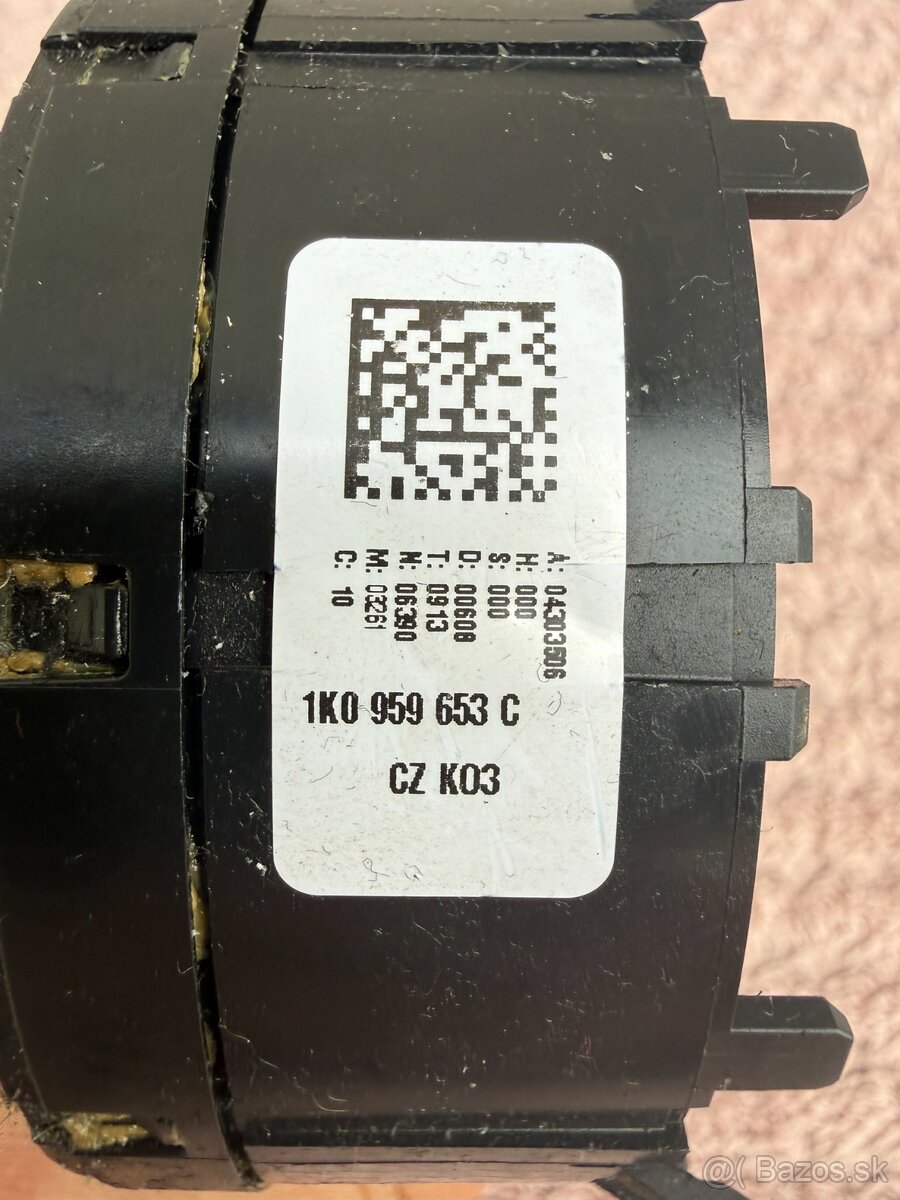 A: 04303506
H: 000
S: 000
D: 00608
T: 0913
N: 06390
M: 03261
C: 10
1K0 959 653 C
CZ K03
@( Bazos.sk